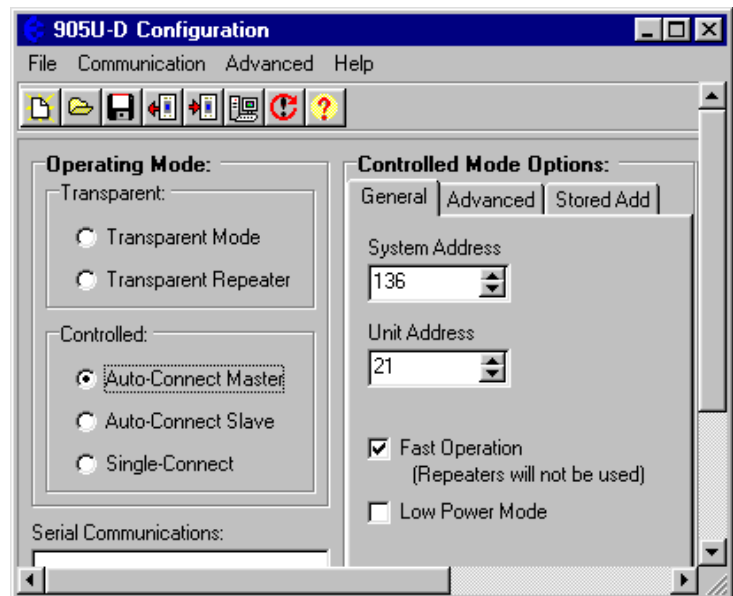 905U-D Configuration
File Communication Advanced Help
Operating Mode:
Transparent:
Transparent Mode
Transparent Repeater
Controlled:
Auto-Connect Master
Auto-Connect Slave
Single-Connect
Serial Communications:
Controlled Mode Options:
General Advanced Stored Add
System Address
136
Unit Address
21
Fast Operation
(Repeaters will not be used)
Low Power Mode